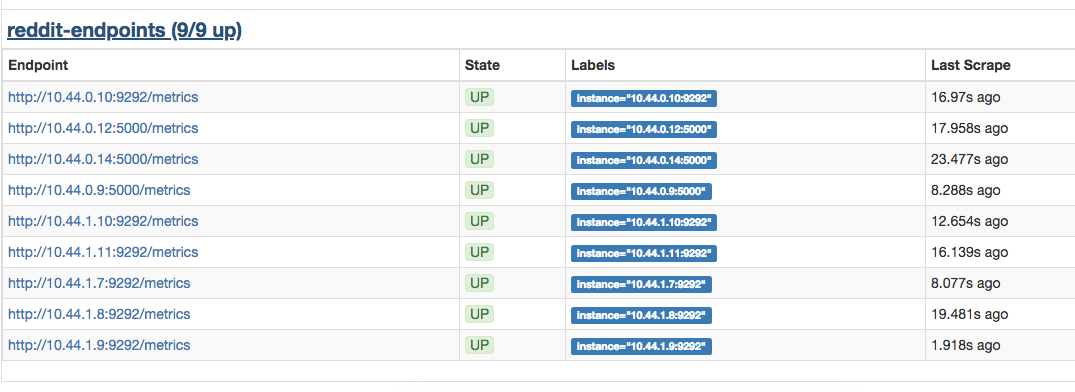 reddit-endpoints (9/9 up)
Endpoint State Labels Last Scrape
http://10.44.0.10:9292/metrics UP instance="10.44.0.10:9292" 16.97s ago
http://10.44.0.12:5000/metrics UP instance="10.44.0.12:5000" 17.958s ago
http://10.44.0.14:5000/metrics UP instance="10.44.0.14:5000" 23.477s ago
http://10.44.0.9:5000/metrics UP instance="10.44.0.9:5000" 8.288s ago
http://10.44.1.10:9292/metrics UP instance="10.44.1.10:9292" 12.654s ago
http://10.44.1.11:9292/metrics UP instance="10.44.1.11:9292" 16.139s ago
http://10.44.1.7:9292/metrics UP instance="10.44.1.7:9292" 8.077s ago
http://10.44.1.8:9292/metrics UP instance="10.44.1.8:9292" 19.481s ago
http://10.44.1.9:9292/metrics UP instance="10.44.1.9:9292" 1.918s ago